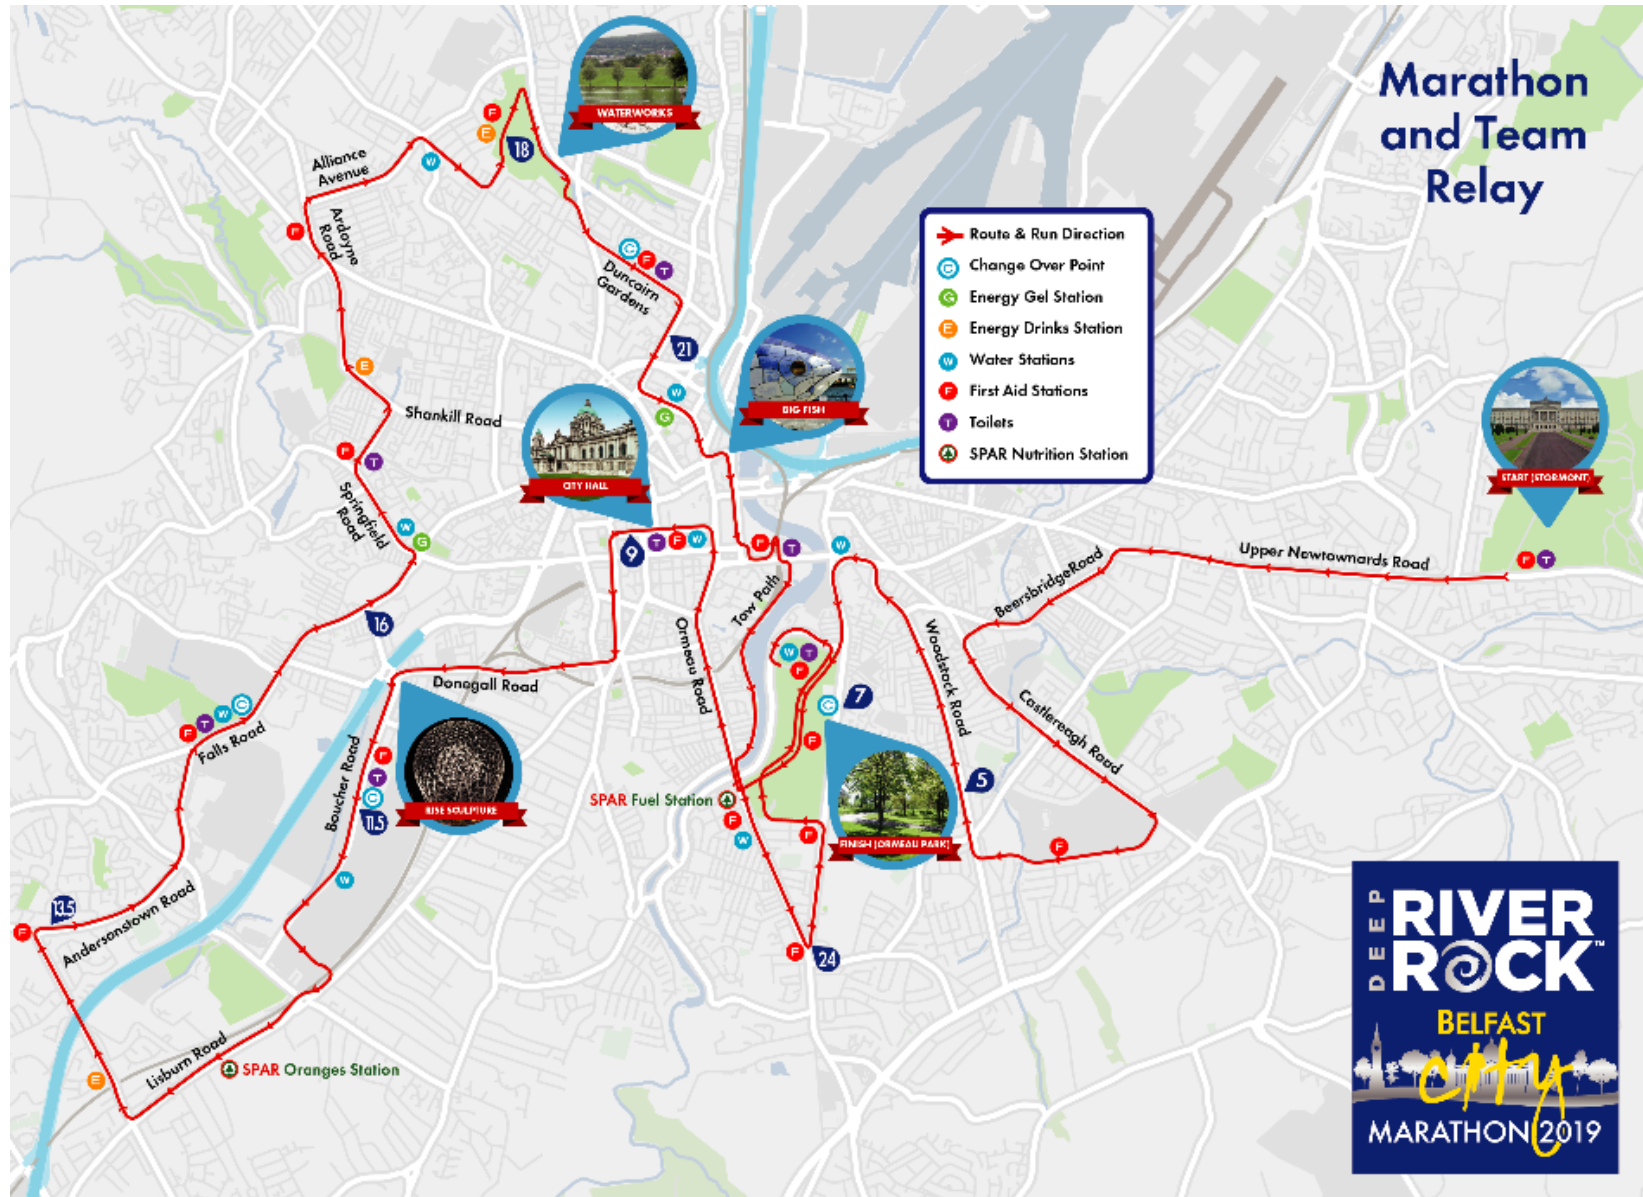 Marathon
and Team
Relay
WATERWORKS
F
E
18
W
Alliance
Avenue
F
Ardoyne
Road
C
F
T
Duncairn
Gardens
Route & Run Direction
C
Change Over Point
G
Energy Gel Station
E
Energy Drinks Station
W
Water Stations
F
First Aid Stations
T
Toilets
SPAR Nutrition Station
21
E
W
G
BIG FISH
Shankill Road
F
T
CITY HALL
START (STORMONT)
Springfield
Road
W
G
9
T
F
W
F
T
W
Upper Newtownards Road
F
T
Beersbridge Road
Tow Path
16
Ormeau Road
Woodstock Road
W
T
F
Donegall Road
7
C
Castlereagh Road
F
T
W
C
Falls Road
F
Boucher Road
F
T
C
11.5
RISE SCULPTURE
5
SPAR Fuel Station
F
W
F
FINISH (ORMEAU PARK)
F
W
13.5
F
Andersonstown Road
F
24
Lisburn Road
SPAR Oranges Station
E
DEEP
RIVER
ROCK™
BELFAST
city
MARATHON 2019